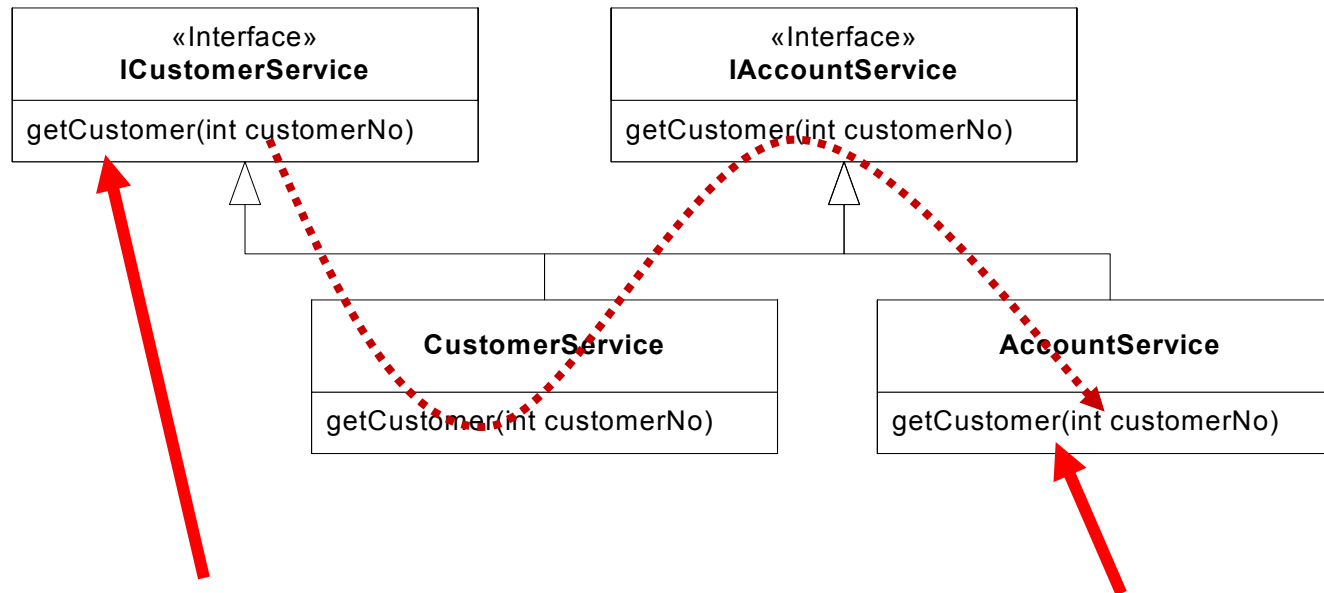 «Interface»
ICustomerService
getCustomer(int customerNo)
«Interface»
IAccountService
getCustomer(int customerNo)
CustomerService
getCustomer(int customerNo)
AccountService
getCustomer(int customerNo)